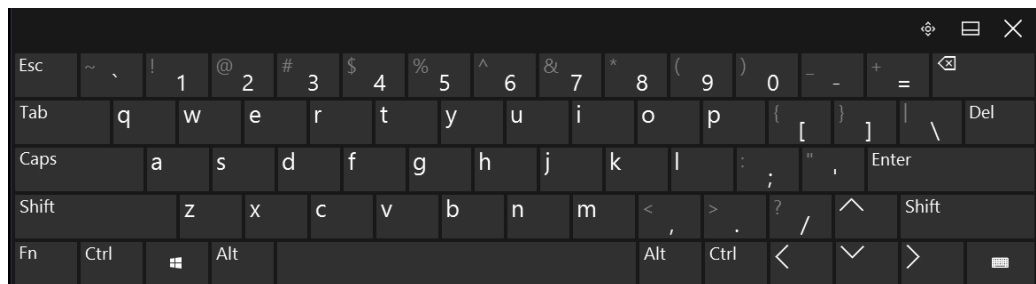 Esc ~ ` ! 1 @ 2 # 3 $ 4 % 5 ^ 6 & 7 * 8 ( 9 ) 0 _ - + =
Tab q w e r t y u i o p { [ } ] | \ Del
Caps a s d f g h j k l : ; " ' Enter
Shift z x c v b n m < , > . ? / Shift
Fn Ctrl Alt Alt Ctrl